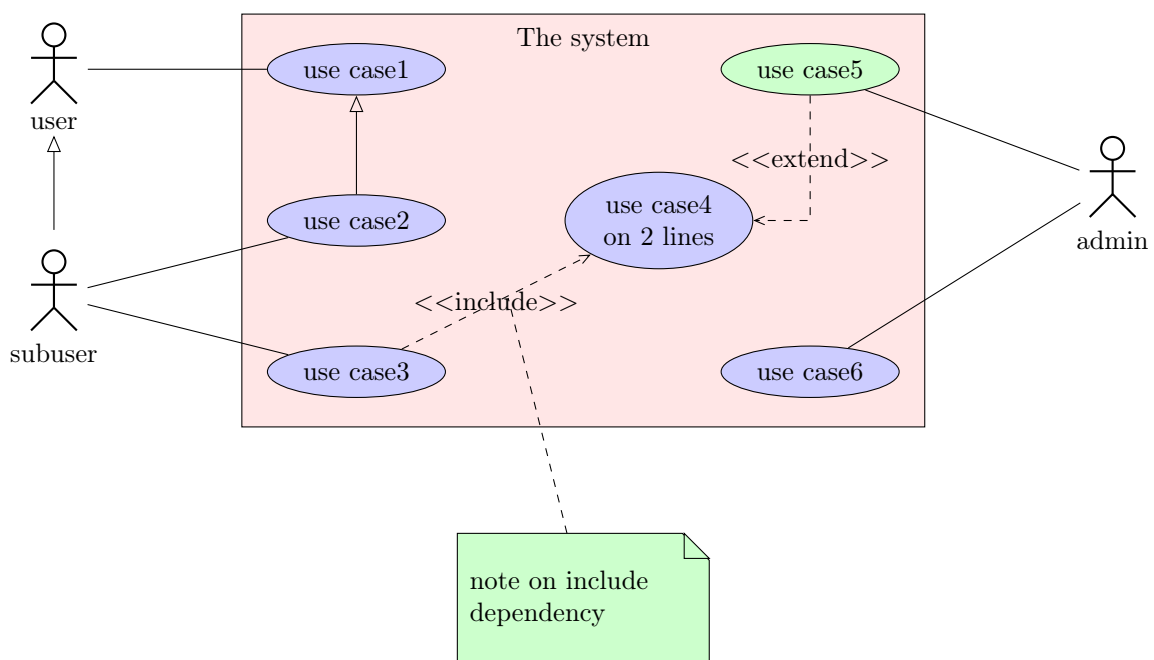 The system
user
use case1
use case5
<<extend>>
use case2
use case4
on 2 lines
admin
subuser
<<include>>
use case3
use case6
note on include
dependency